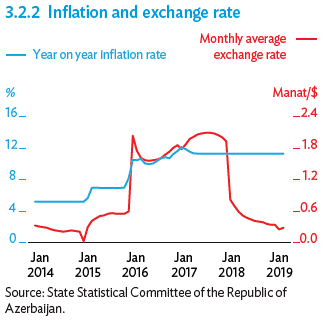 3.2.2 Inflation and exchange rate
Monthly average
exchange rate
Year on year inflation rate
% Manat/$
16 2.4
12 1.8
8 1.2
4 0.6
0 0.0
Jan Jan Jan Jan Jan Jan
2014 2015 2016 2017 2018 2019
Source: State Statistical Committee of the Republic of
Azerbaijan.